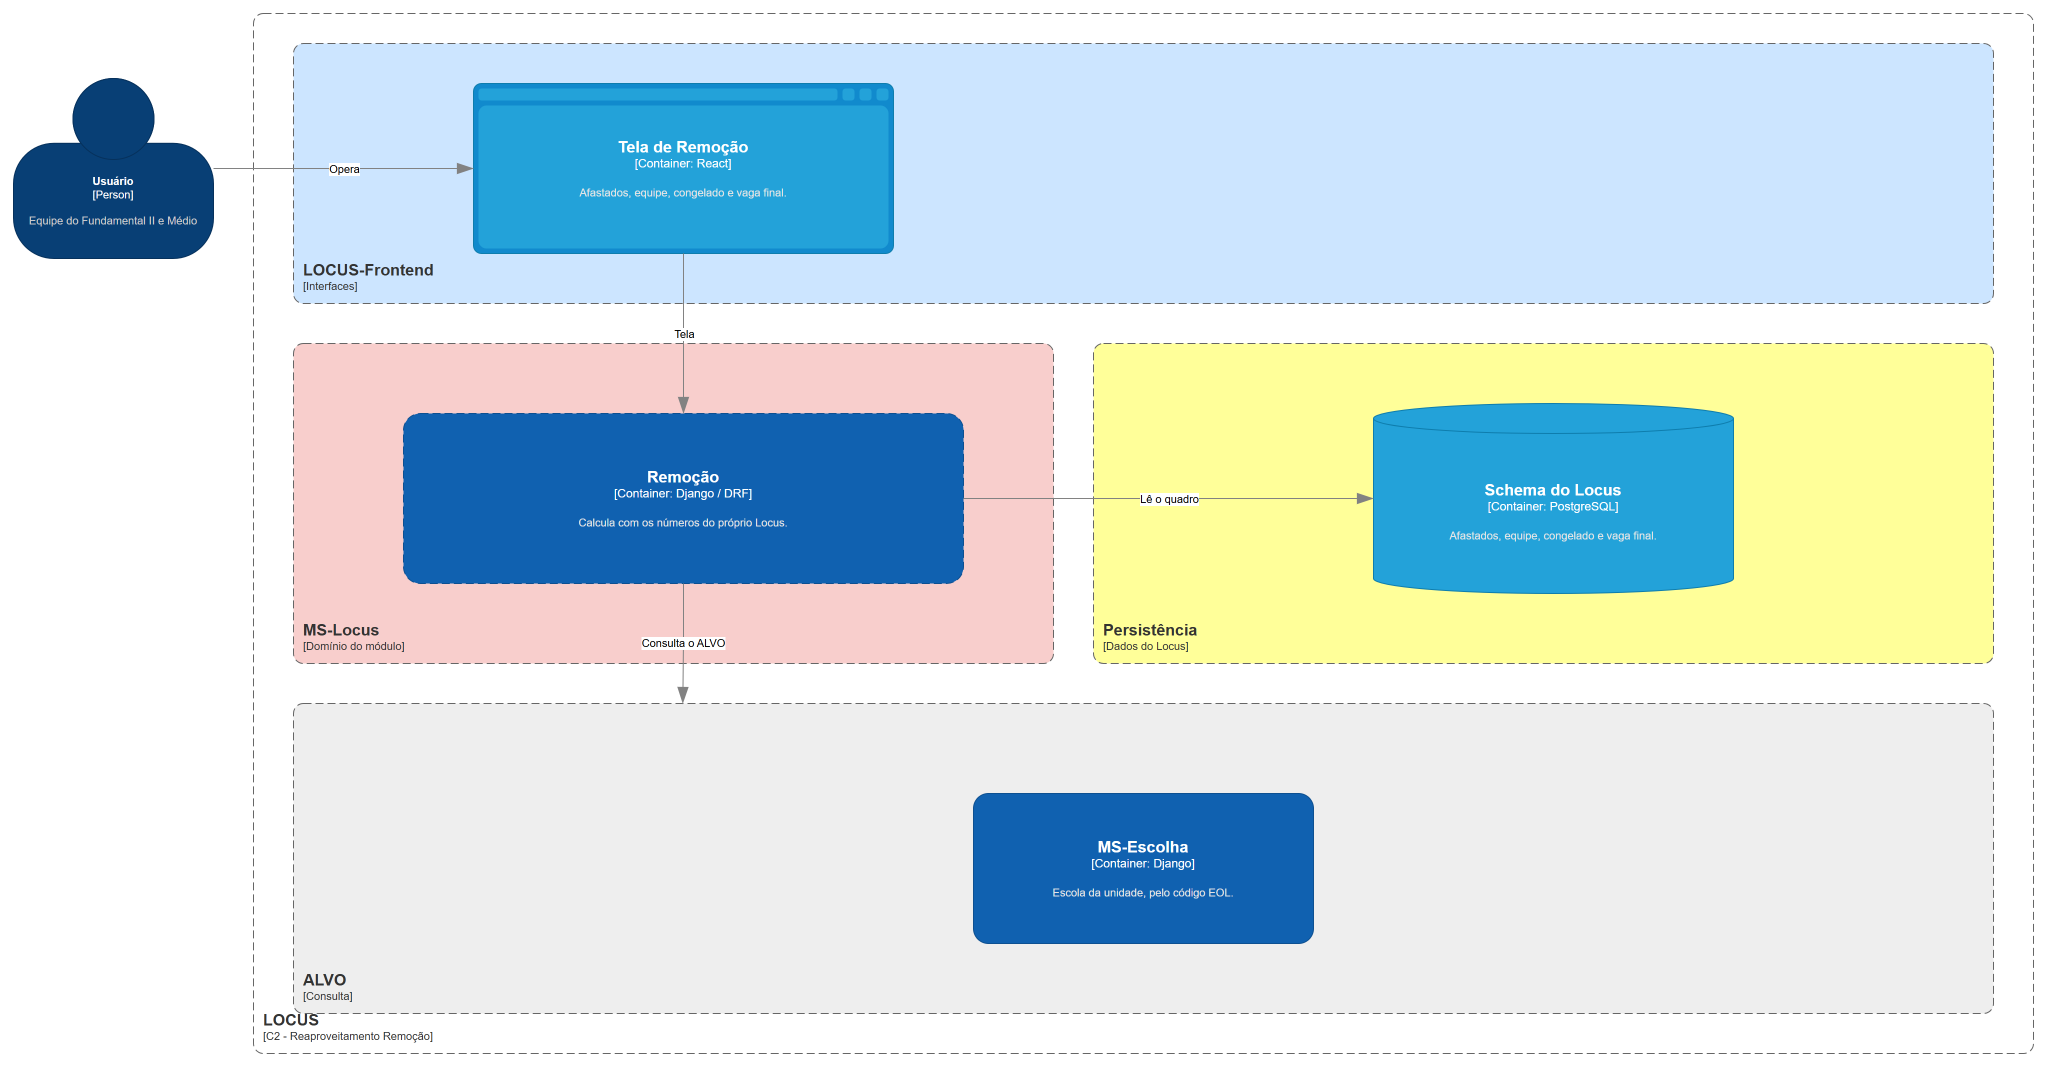 Usuário
[Person]
Equipe do Fundamental II e Médio
Opera
Tela de Remoção
[Container: React]
Afastados, equipe, congelado e vaga final.
LOCUS-Frontend
[Interfaces]
Tela
Remoção
[Container: Django / DRF]
Calcula com os números do próprio Locus.
MS-Locus
[Domínio do módulo]
Lê o quadro
Schema do Locus
[Container: PostgreSQL]
Afastados, equipe, congelado e vaga final.
Persistência
[Dados do Locus]
Consulta o ALVO
MS-Escolha
[Container: Django]
Escola da unidade, pelo código EOL.
ALVO
[Consulta]
LOCUS
[C2 - Reaproveitamento Remoção]